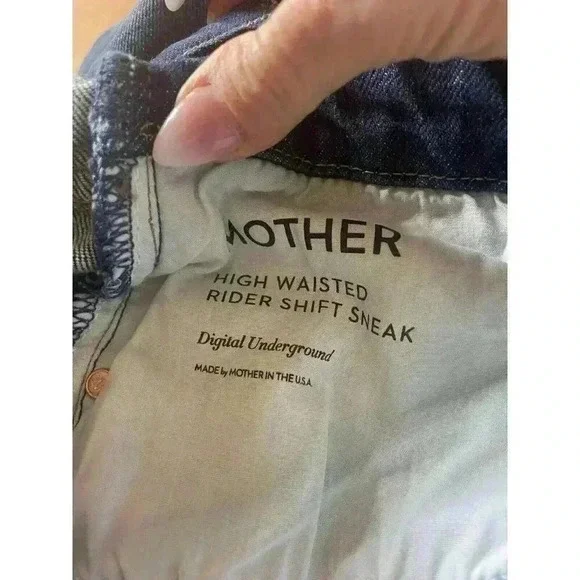 MOTHER
HIGH WAISTED
RIDER SHIFT SNEAK
Digital Underground
MADE by MOTHER IN THE U.S.A.